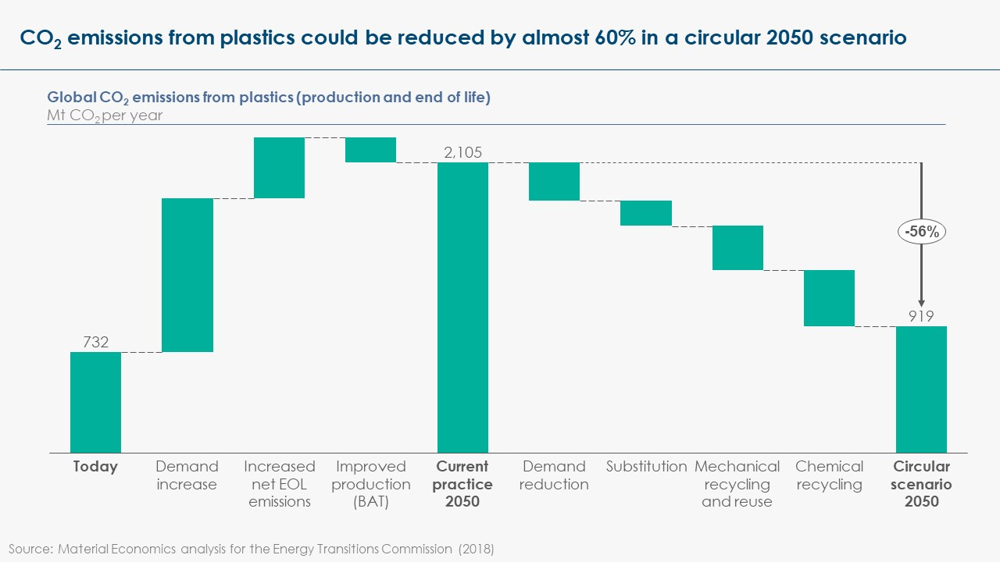 CO₂ emissions from plastics could be reduced by almost 60% in a circular 2050 scenario
Global CO₂ emissions from plastics (production and end of life)
Mt CO₂ per year
2,105
-56%
919
732
Today
Demand
increase
Increased
net EOL
emissions
Improved
production
(BAT)
Current
practice
2050
Demand
reduction
Substitution
Mechanical
recycling
and reuse
Chemical
recycling
Circular
scenario
2050
Source: Material Economics analysis for the Energy Transitions Commission (2018)